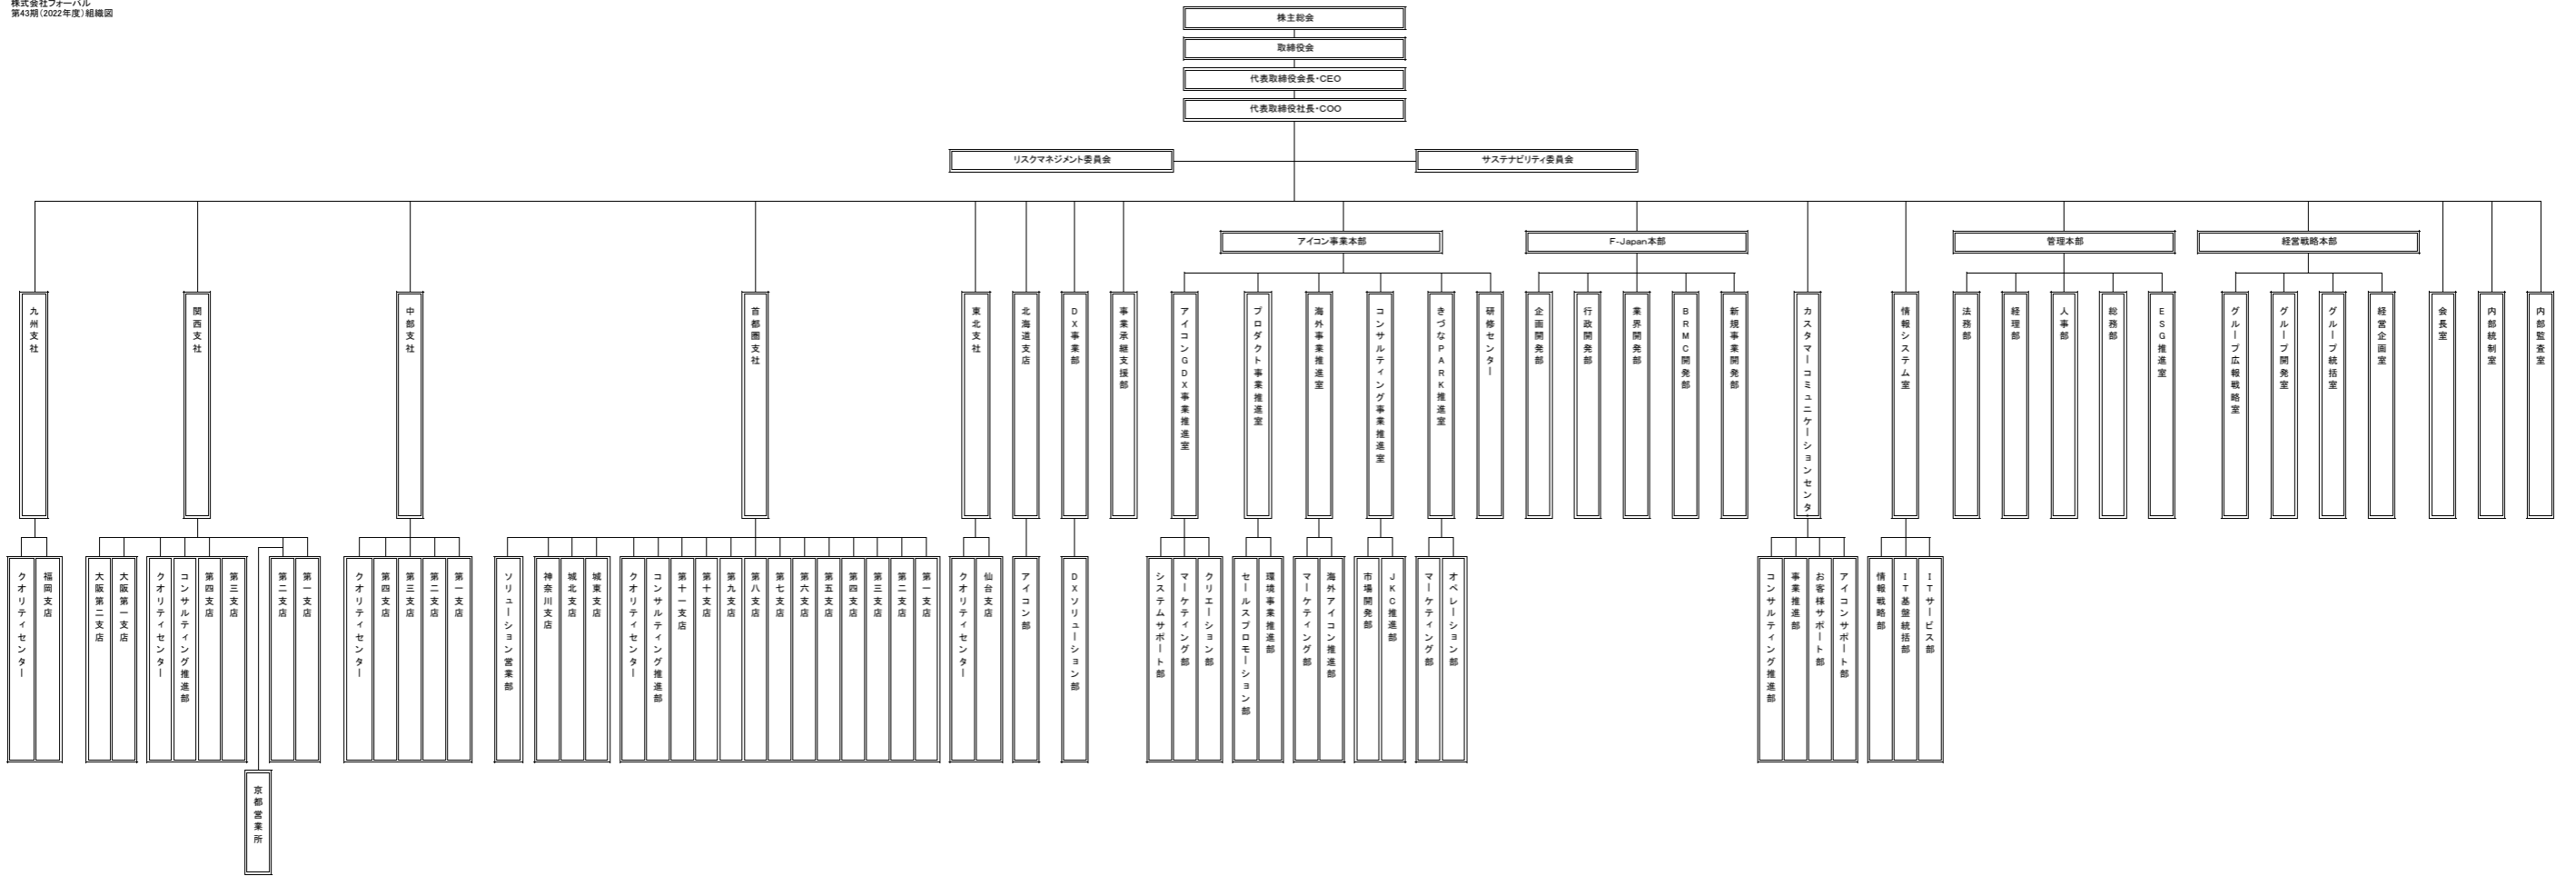 株式会社フォーバル
第43期(2022年度)組織図
株主総会
取締役会
代表取締役会長・CEO
代表取締役社長・COO
リスクマネジメント委員会
サステナビリティ委員会
アイコン事業本部
F-Japan本部
管理本部
経営戦略本部
九州支社
関西支社
中部支社
首都圏支社
東北支社
北海道支店
DX事業部
事業承継支援部
アイコンGDX事業推進室
プロダクト事業推進室
海外事業推進室
コンサルティング事業推進室
きづなPARK推進室
研修センター
企画開発部
行政開発部
業界開発部
BRMC開発部
新規事業開発部
カスタマーコミュニケーションセンタ
情報システム室
法務部
経理部
人事部
総務部
ESG推進室
グループ広報戦略室
グループ開発室
グループ統括室
経営企画室
会長室
内部統制室
内部監査室
クオリティセンター
福岡支店
大阪第二支店
大阪第一支店
クオリティセンター
コンサルティング推進部
第四支店
第三支店
第二支店
第一支店
クオリティセンター
第四支店
第三支店
第二支店
第一支店
ソリューション営業部
神奈川支店
城北支店
城東支店
クオリティセンター
コンサルティング推進部
第十一支店
第十支店
第九支店
第八支店
第七支店
第六支店
第五支店
第四支店
第三支店
第二支店
第一支店
クオリティセンター
仙台支店
アイコン部
DXソリューション部
システムサポート部
マーケティング部
クリエーション部
セールスプロモーション部
環境事業推進部
マーケティング部
海外アイコン推進部
市場開発部
JKC推進部
マーケティング部
オペレーション部
コンサルティング推進部
事業推進部
お客様サポート部
アイコンサポート部
情報戦略部
IT基盤統括部
ITサービス部
京都営業所